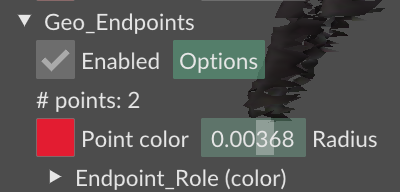 Geo_Endpoints
Enabled Options
# points: 2
Point color 0.00368 Radius
Endpoint_Role (color)